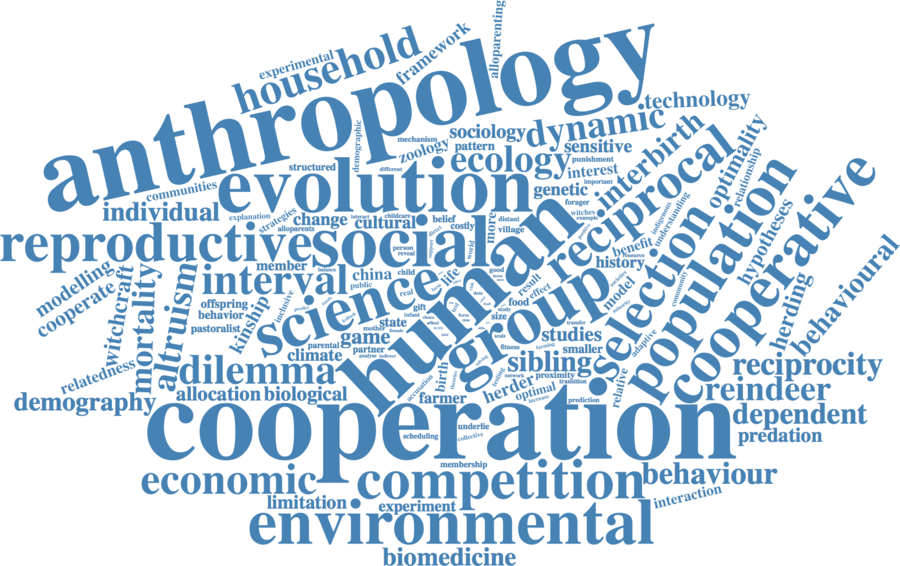 alloparenting
experimental
household
framework
anthropology
technology
demographic
mechanism
sociology
dynamic
zoology
pattern
sensitive
structured
different
ecology
punishment
interest
important
interbirth
optimality
relationship
communities
evolution
genetic
forager
reciprocal
individual
explanation
strategies
change
internet
childcare
cultural
belief
costly
more
distant
village
witches
example
indigenous
understanding
population
cooperative
alloparents
reproductive
social
person
reveal
support
direct
world
human
benefit
resource
history
hypotheses
modelling
cooperate
witchcraft
mortality
altruism
interval
member
balance
china
public
child
life
good
result
effect
model
societies
selection
community
herding
behavioural
offspring
behavior
pastoralist
kinship
inclusive
science
real
gift
food
size
study
group
state
infant
mother
game
partner
parental
climate
analyse
indirect
transfer
studies
smaller
fitness
farming
adaptive
relatedness
dilemma
sibling
reciprocity
demography
allocation
biological
accusation
birth
farmer
herder
network
proximity
transition
optimal
increase
prediction
relative
reindeer
cooperation
dependent
predation
underlie
scheduling
collective
membership
economic
competition
behaviour
limitation
experiment
interaction
environmental
biomedicine